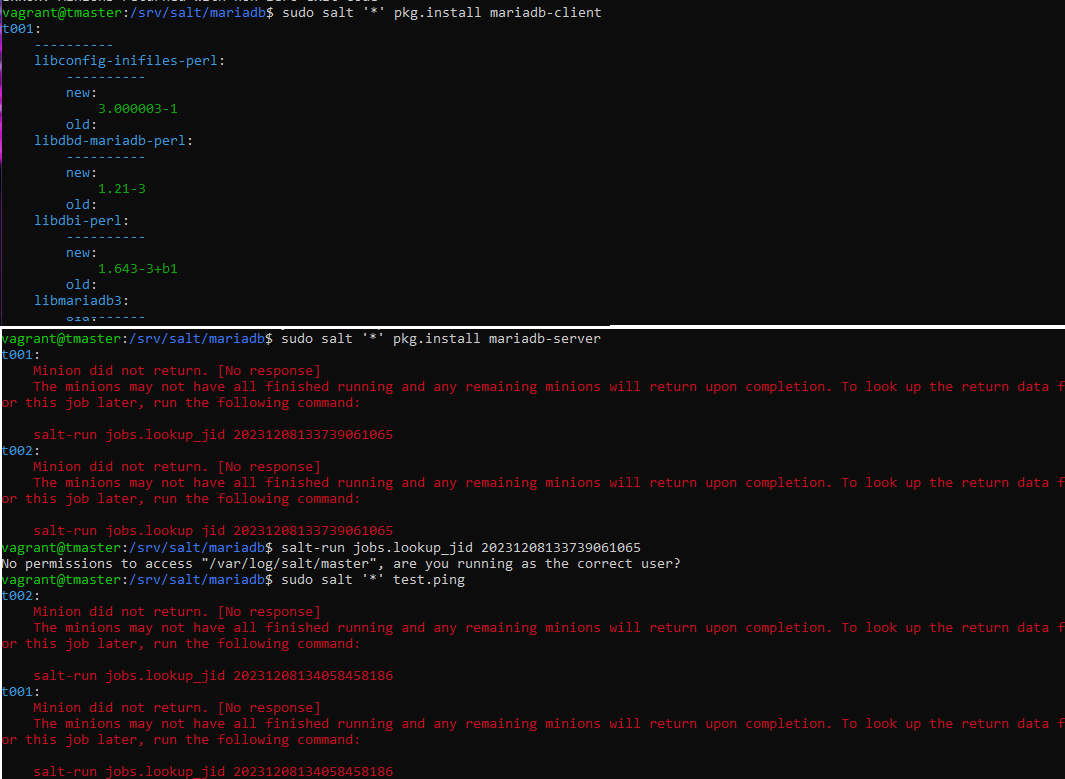 vagrant@tmaster:/srv/salt/mariadb$ sudo salt '*' pkg.install mariadb-client
t001:
    ----------
    libconfig-inifiles-perl:
        ----------
        new:
            3.000003-1
        old:
    libdbd-mariadb-perl:
        ----------
        new:
            1.21-3
        old:
    libdbi-perl:
        ----------
        new:
            1.643-3+b1
        old:
    libmariadb3:
        ----------
vagrant@tmaster:/srv/salt/mariadb$ sudo salt '*' pkg.install mariadb-server
t001:
    Minion did not return. [No response]
    The minions may not have all finished running and any remaining minions will return upon completion. To look up the return data f
or this job later, run the following command:
    salt-run jobs.lookup_jid 20231208133739061065
t002:
    Minion did not return. [No response]
    The minions may not have all finished running and any remaining minions will return upon completion. To look up the return data f
or this job later, run the following command:
    salt-run jobs.lookup_jid 20231208133739061065
vagrant@tmaster:/srv/salt/mariadb$ salt-run jobs.lookup_jid 20231208133739061065
No permissions to access "/var/log/salt/master", are you running as the correct user?
vagrant@tmaster:/srv/salt/mariadb$ sudo salt '*' test.ping
t002:
    Minion did not return. [No response]
    The minions may not have all finished running and any remaining minions will return upon completion. To look up the return data f
or this job later, run the following command:
    salt-run jobs.lookup_jid 20231208134058458186
t001:
    Minion did not return. [No response]
    The minions may not have all finished running and any remaining minions will return upon completion. To look up the return data f
or this job later, run the following command:
    salt-run jobs.lookup_jid 20231208134058458186